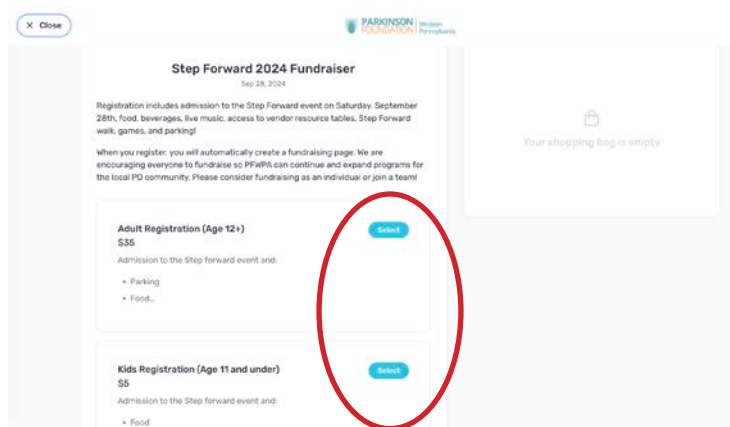 × Close
PARKINSON
FOUNDATION
Western
Pennsylvania
Step Forward 2024 Fundraiser
Sep 28, 2024
Registration includes admission to the Step Forward event on Saturday, September
28th, food, beverages, live music, access to vendor resource tables, Step Forward
walk, games, and parking!
When you register, you will automatically create a fundraising page. We are
encouraging everyone to fundraise so PFWPA can continue and expand programs for
the local PD community. Please consider fundraising as an individual or join a team!
Your shopping bag is empty
Adult Registration (Age 12+)
Select
$35
Admission to the Step forward event and:
• Parking
• Food...
Kids Registration (Age 11 and under)
Select
$5
Admission to the Step forward event and:
• Food